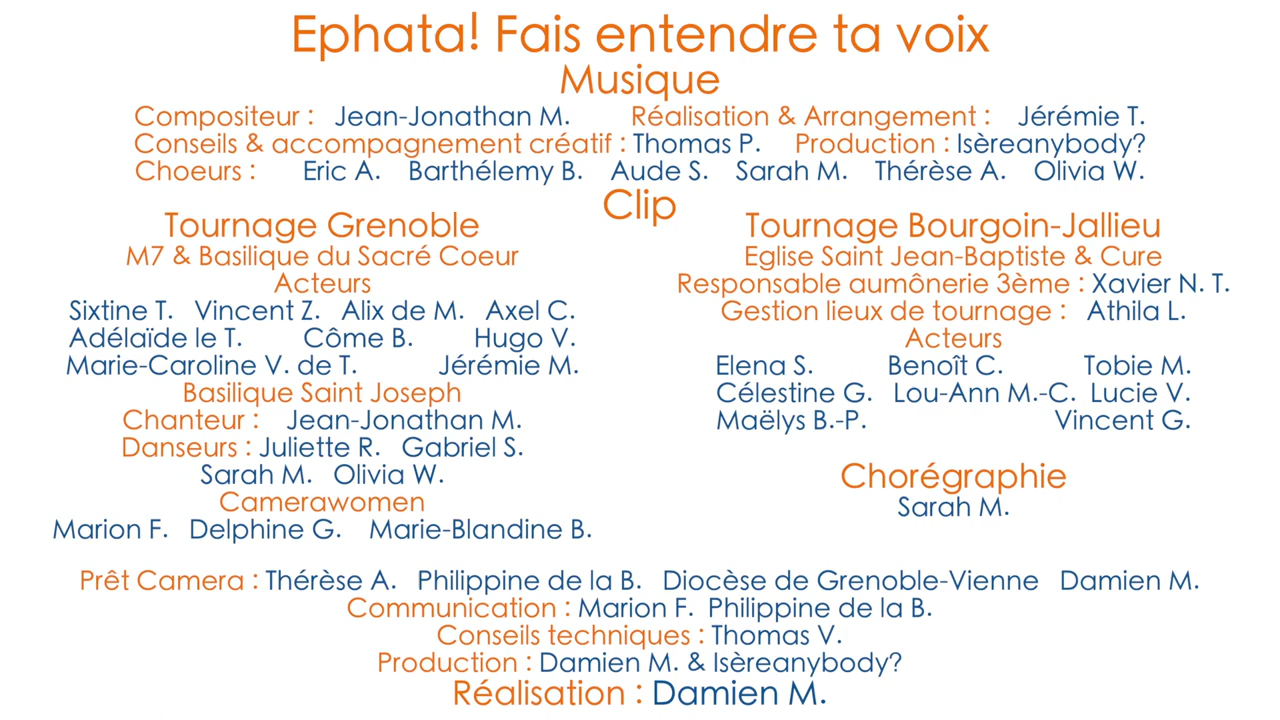 Ephata! Fais entendre ta voix
Musique
Compositeur : Jean-Jonathan M. Réalisation & Arrangement : Jérémie T.
Conseils & accompagnement créatif : Thomas P. Production : Isèreanybody?
Choeurs : Eric A. Barthélemy B. Aude S. Sarah M. Thérèse A. Olivia W.
Clip
Tournage Grenoble
M7 & Basilique du Sacré Coeur
Acteurs
Sixtine T. Vincent Z. Alix de M. Axel C.
Adélaïde le T. Côme B. Hugo V.
Marie-Caroline V. de T. Jérémie M.
Basilique Saint Joseph
Chanteur : Jean-Jonathan M.
Danseurs : Juliette R. Gabriel S.
Sarah M. Olivia W.
Camerawomen
Marion F. Delphine G. Marie-Blandine B.
Tournage Bourgoin-Jallieu
Eglise Saint Jean-Baptiste & Cure
Responsable aumônerie 3ème : Xavier N. T.
Gestion lieux de tournage : Athila L.
Acteurs
Elena S. Benoît C. Tobie M.
Célestine G. Lou-Ann M.-C. Lucie V.
Maëlys B.-P. Vincent G.
Chorégraphie
Sarah M.
Prêt Camera : Thérèse A. Philippine de la B. Diocèse de Grenoble-Vienne Damien M.
Communication : Marion F. Philippine de la B.
Conseils techniques : Thomas V.
Production : Damien M. & Isèreanybody?
Réalisation : Damien M.